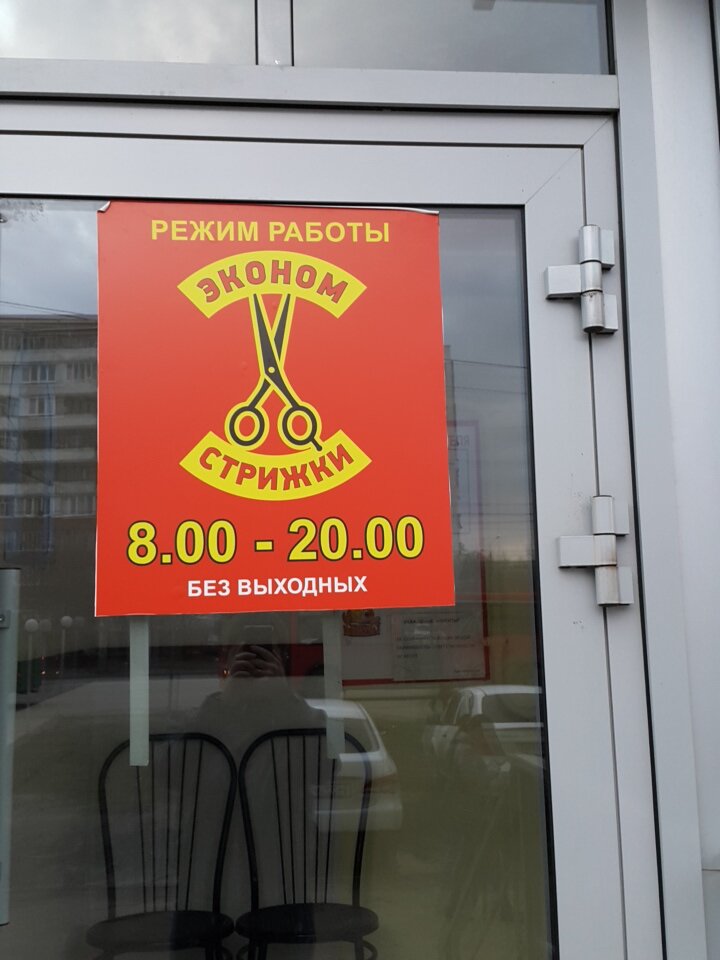 РЕЖИМ РАБОТЫ
ЭКОНОМ
СТРИЖКИ
8.00 - 20.00
БЕЗ ВЫХОДНЫХ